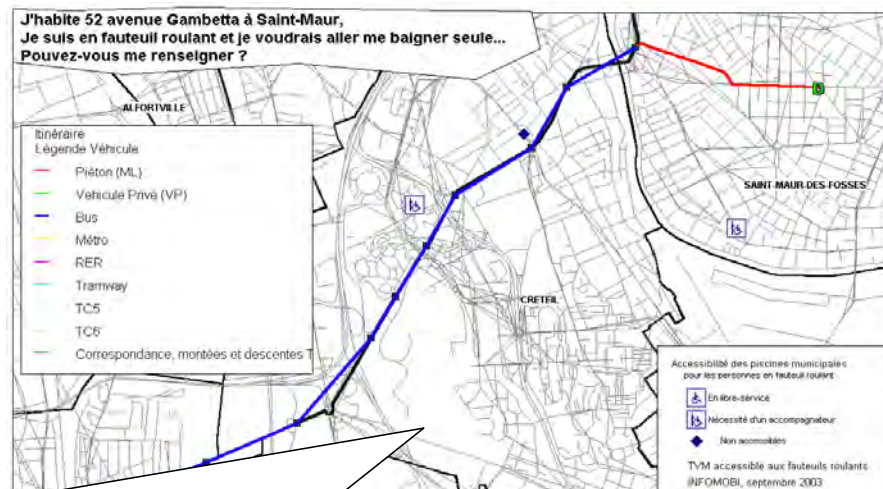 J'habite 52 avenue Gambetta à Saint-Maur,
Je suis en fauteuil roulant et je voudrais aller me baigner seule...
Pouvez-vous me renseigner ?
ALFORTVILLE
Itinéraire
Légende Véhicule
Piéton (ML)
Vehicule Privé (VP)
Bus
Métro
RER
Tramway
TC5
TC6
Correspondance, montées et descentes T
SAINT-MAUR-DES-FOSSES
CRETEIL
Accessibilité des piscines municipales
pour les personnes en fauteuil roulant
En libre-service
Nécessité d'un accompagnateur
Non accessibles
TVM accessible aux fauteuils roulants
INFOMOBI, septembre 2003